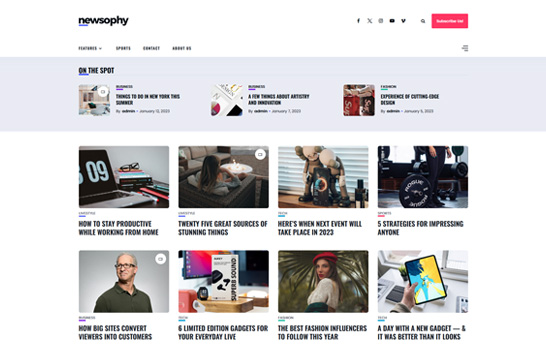 newsophy
Subscribe Us!
FEATURES
SPORTS
CONTACT
ABOUT US
ON THE SPOT
BUSINESS
THINGS TO DO IN NEW YORK THIS
SUMMER
By admin • January 12, 2023
BUSINESS
A FEW THINGS ABOUT ARTISTRY
AND INNOVATION
By admin • January 7, 2023
FASHION
EXPERIENCE OF CUTTING-EDGE
DESIGN
By admin • January 5, 2023
09
LIFESTYLE
HOW TO STAY PRODUCTIVE
WHILE WORKING FROM HOME
LIFESTYLE
TWENTY FIVE GREAT SOURCES OF
STUNNING THINGS
TECH
HERE'S WHEN NEXT EVENT WILL
TAKE PLACE IN 2023
ROGUE
SPORTS
5 STRATEGIES FOR IMPRESSING
ANYONE
BUSINESS
HOW BIG SITES CONVERT
VIEWERS INTO CUSTOMERS
SUPER SOUND
TECH
6 LIMITED EDITION GADGETS FOR
YOUR EVERYDAY LIVE
FASHION
THE BEST FASHION INFLUENCERS
TO FOLLOW THIS YEAR
TECH
A DAY WITH A NEW GADGET — &
IT WAS BETTER THAN IT LOOKS